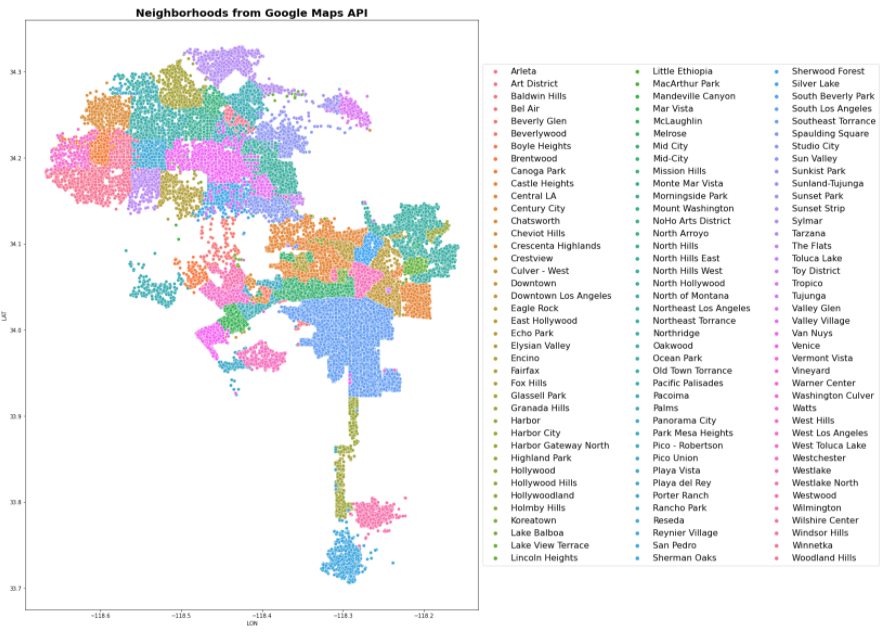 Neighborhoods from Google Maps API
34.3
34.2
34.1
34.0
33.9
33.8
33.7
LAT
−118.6
−118.5
−118.4
−118.3
−118.2
LON
Arleta
Art District
Baldwin Hills
Bel Air
Beverly Glen
Beverlywood
Boyle Heights
Brentwood
Canoga Park
Castle Heights
Central LA
Century City
Chatsworth
Cheviot Hills
Crescenta Highlands
Crestview
Culver - West
Downtown
Downtown Los Angeles
Eagle Rock
East Hollywood
Echo Park
Elysian Valley
Encino
Fairfax
Fox Hills
Glassell Park
Granada Hills
Harbor
Harbor City
Harbor Gateway North
Highland Park
Hollywood
Hollywood Hills
Hollywoodland
Holmby Hills
Koreatown
Lake Balboa
Lake View Terrace
Lincoln Heights
Little Ethiopia
MacArthur Park
Mandeville Canyon
Mar Vista
McLaughlin
Melrose
Mid City
Mid-City
Mission Hills
Monte Mar Vista
Morningside Park
Mount Washington
NoHo Arts District
North Arroyo
North Hills
North Hills East
North Hills West
North Hollywood
North of Montana
Northeast Los Angeles
Northeast Torrance
Northridge
Oakwood
Ocean Park
Old Town Torrance
Pacific Palisades
Pacoima
Palms
Panorama City
Park Mesa Heights
Pico - Robertson
Pico Union
Playa Vista
Playa del Rey
Porter Ranch
Rancho Park
Reseda
Reynier Village
San Pedro
Sherman Oaks
Sherwood Forest
Silver Lake
South Beverly Park
South Los Angeles
Southeast Torrance
Spaulding Square
Studio City
Sun Valley
Sunkist Park
Sunland-Tujunga
Sunset Park
Sunset Strip
Sylmar
Tarzana
The Flats
Toluca Lake
Toy District
Tropico
Tujunga
Valley Glen
Valley Village
Van Nuys
Venice
Vermont Vista
Vineyard
Warner Center
Washington Culver
Watts
West Hills
West Los Angeles
West Toluca Lake
Westchester
Westlake
Westlake North
Westwood
Wilmington
Wilshire Center
Windsor Hills
Winnetka
Woodland Hills